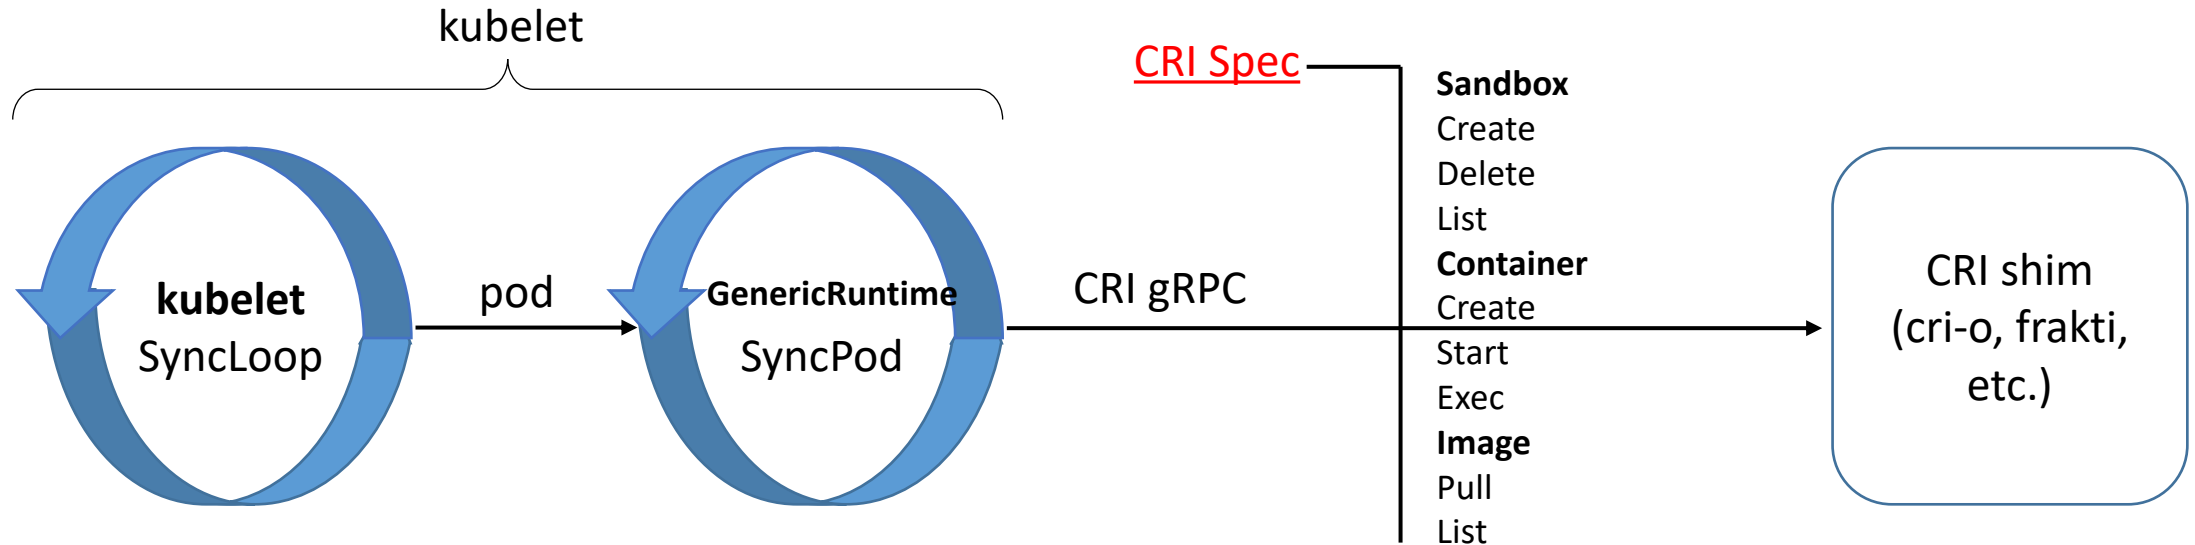 kubelet
CRI Spec
kubelet
SyncLoop
pod
GenericRuntime
SyncPod
CRI gRPC
Sandbox
Create
Delete
List
Container
Create
Start
Exec
Image
Pull
List
CRI shim
(cri-o, frakti,
etc.)